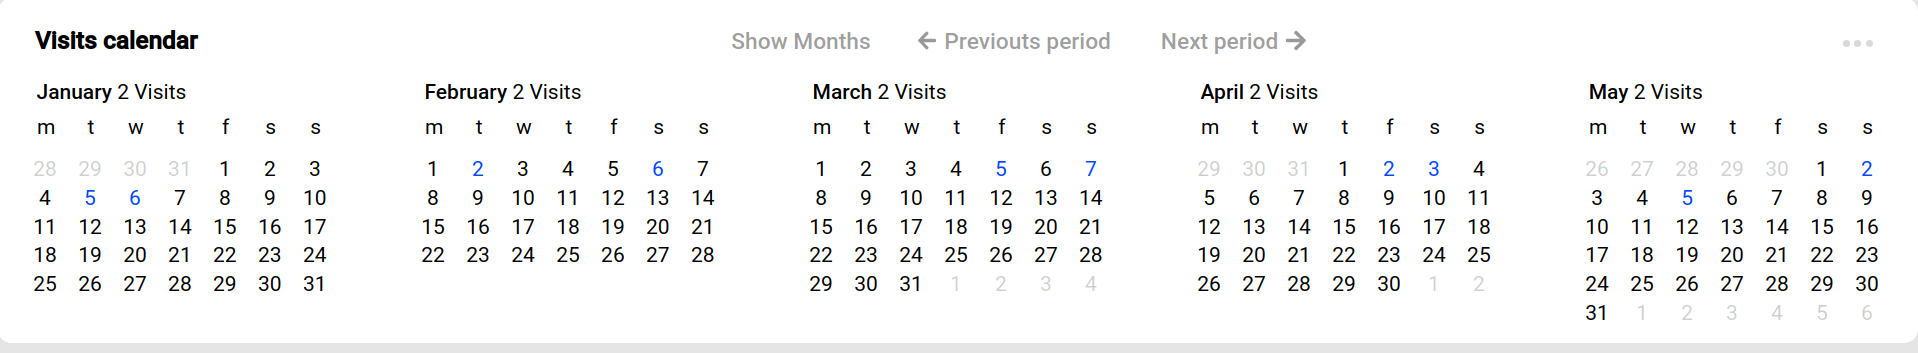 Visits calendar Show Months Previouts period Next period
January 2 Visits
m t w t f s s
28 29 30 31 1 2 3
4 5 6 7 8 9 10
11 12 13 14 15 16 17
18 19 20 21 22 23 24
25 26 27 28 29 30 31
February 2 Visits
m t w t f s s
1 2 3 4 5 6 7
8 9 10 11 12 13 14
15 16 17 18 19 20 21
22 23 24 25 26 27 28
March 2 Visits
m t w t f s s
1 2 3 4 5 6 7
8 9 10 11 12 13 14
15 16 17 18 19 20 21
22 23 24 25 26 27 28
29 30 31 1 2 3 4
April 2 Visits
m t w t f s s
29 30 31 1 2 3 4
5 6 7 8 9 10 11
12 13 14 15 16 17 18
19 20 21 22 23 24 25
26 27 28 29 30 1 2
May 2 Visits
m t w t f s s
26 27 28 29 30 1 2
3 4 5 6 7 8 9
10 11 12 13 14 15 16
17 18 19 20 21 22 23
24 25 26 27 28 29 30
31 1 2 3 4 5 6